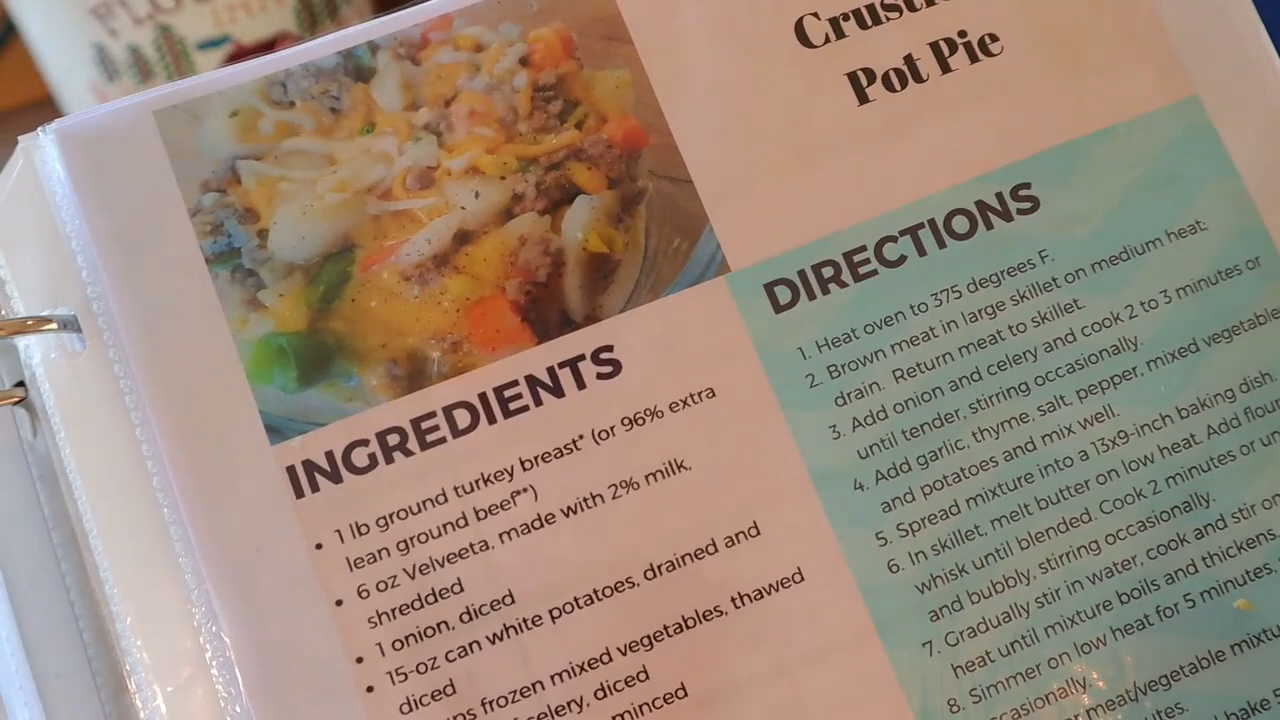 Pot Pie
INGREDIENTS
• 1 lb ground turkey breast* (or 96% extra
lean ground beef**)
• 6 oz Velveeta, made with 2% milk,
shredded
• 1 onion, diced
• 15-oz can white potatoes, drained and
diced
frozen mixed vegetables, thawed
celery, diced
minced
DIRECTIONS
1. Heat oven to 375 degrees F.
2. Brown meat in large skillet on medium heat;
drain. Return meat to skillet.
3. Add onion and celery and cook 2 to 3 minutes or
until tender, stirring occasionally.
4. Add garlic, thyme, salt, pepper, mixed vegetables
and potatoes and mix well.
5. Spread mixture into a 13x9-inch baking dish.
6. In skillet, melt butter on low heat. Add flour
whisk until blended. Cook 2 minutes or
and bubbly, stirring occasionally.
7. Gradually stir in water, cook and stir on
heat until mixture boils and thickens.
8. Simmer on low heat for 5 minutes,
occasionally.
meat/vegetable
bake